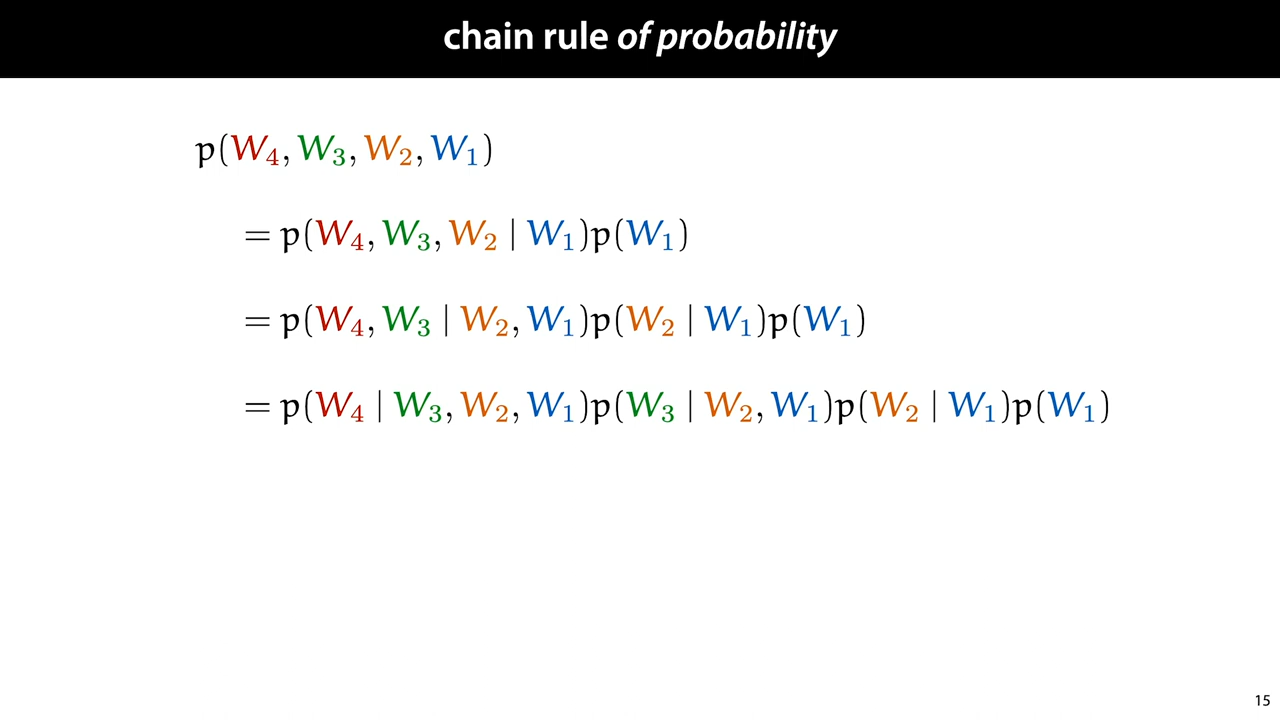 chain rule of probability
p(W₄, W₃, W₂, W₁)
= p(W₄, W₃, W₂ | W₁)p(W₁)
= p(W₄, W₃ | W₂, W₁)p(W₂ | W₁)p(W₁)
= p(W₄ | W₃, W₂, W₁)p(W₃ | W₂, W₁)p(W₂ | W₁)p(W₁)
15